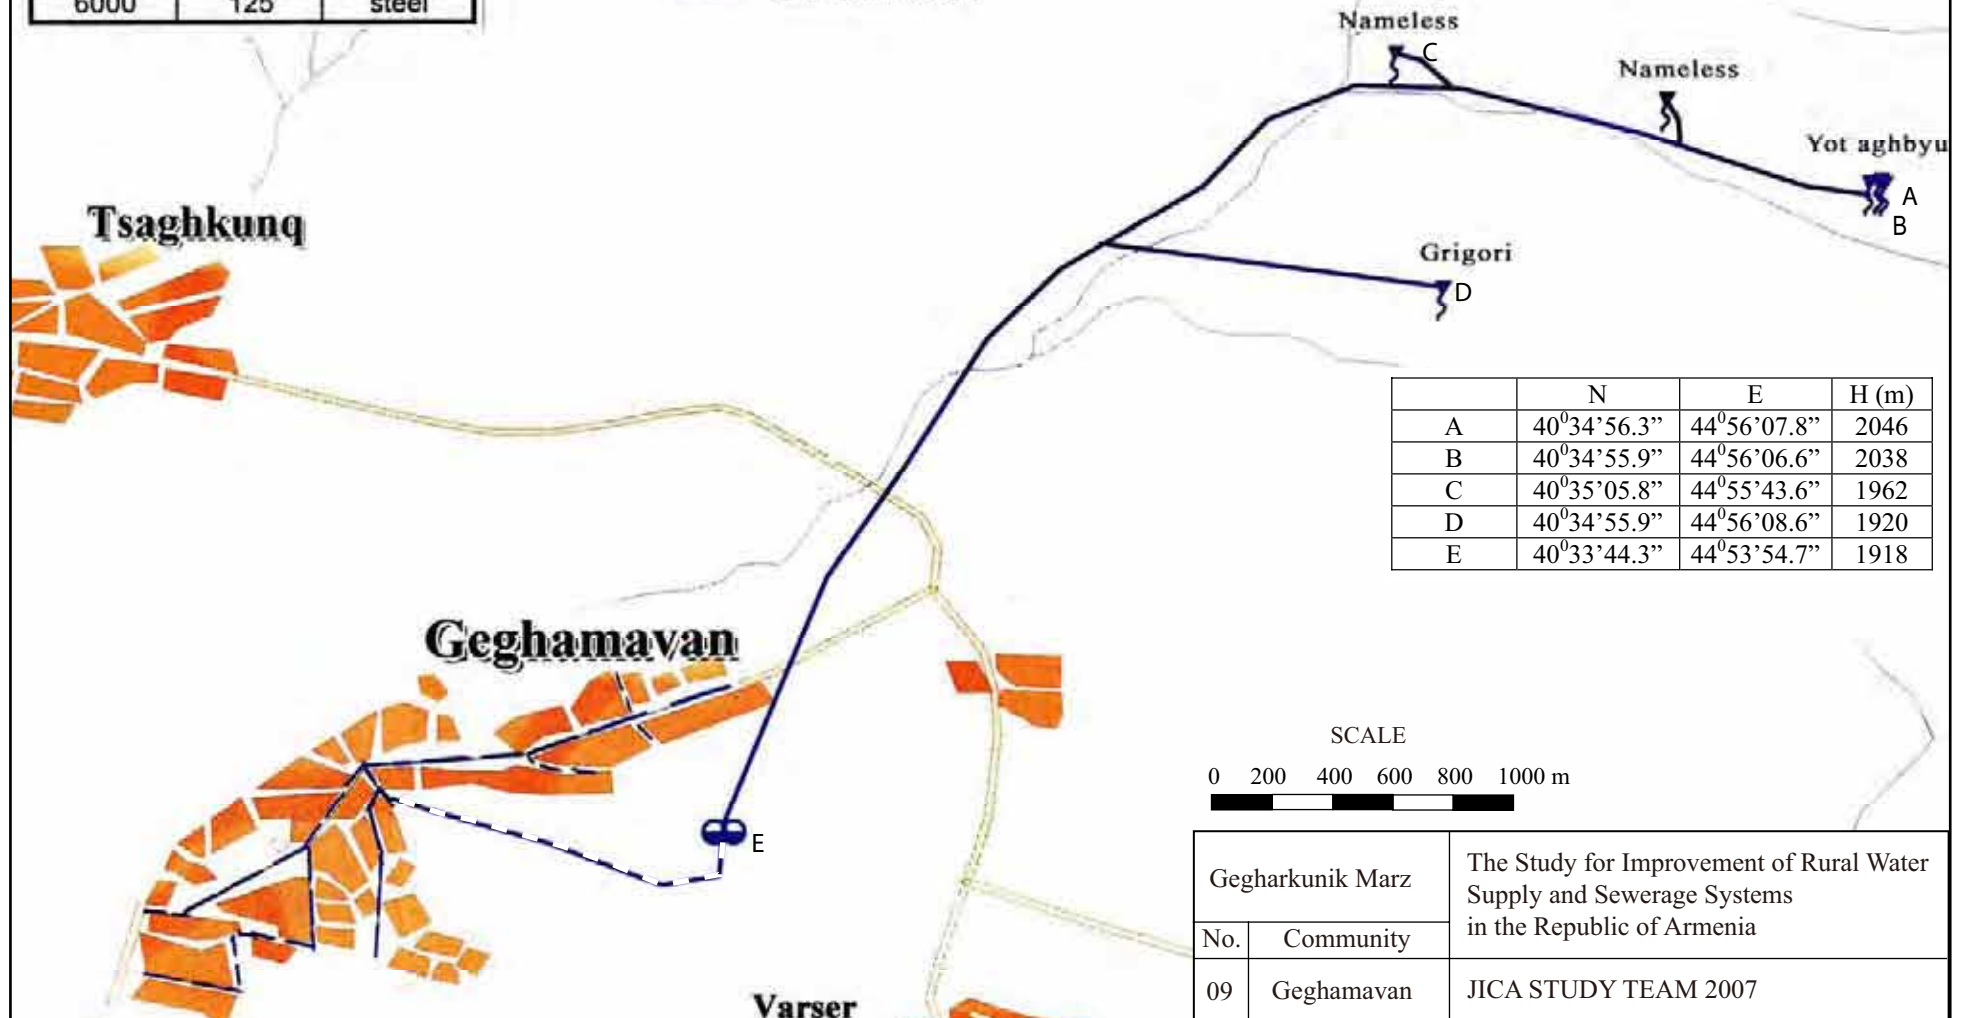 6000 125 steel
Nameless
C
Nameless
Yot aghbyu
A
B
Tsaghkunq
Grigori
D
N E H (m)
A 40⁰34’56.3” 44⁰56’07.8” 2046
B 40⁰34’55.9” 44⁰56’06.6” 2038
C 40⁰35’05.8” 44⁰55’43.6” 1962
D 40⁰34’55.9” 44⁰56’08.6” 1920
E 40⁰33’44.3” 44⁰53’54.7” 1918
Geghamavan
SCALE
0 200 400 600 800 1000 m
E
Gegharkunik Marz
The Study for Improvement of Rural Water
Supply and Sewerage Systems
in the Republic of Armenia
No. Community
09 Geghamavan JICA STUDY TEAM 2007
Varser